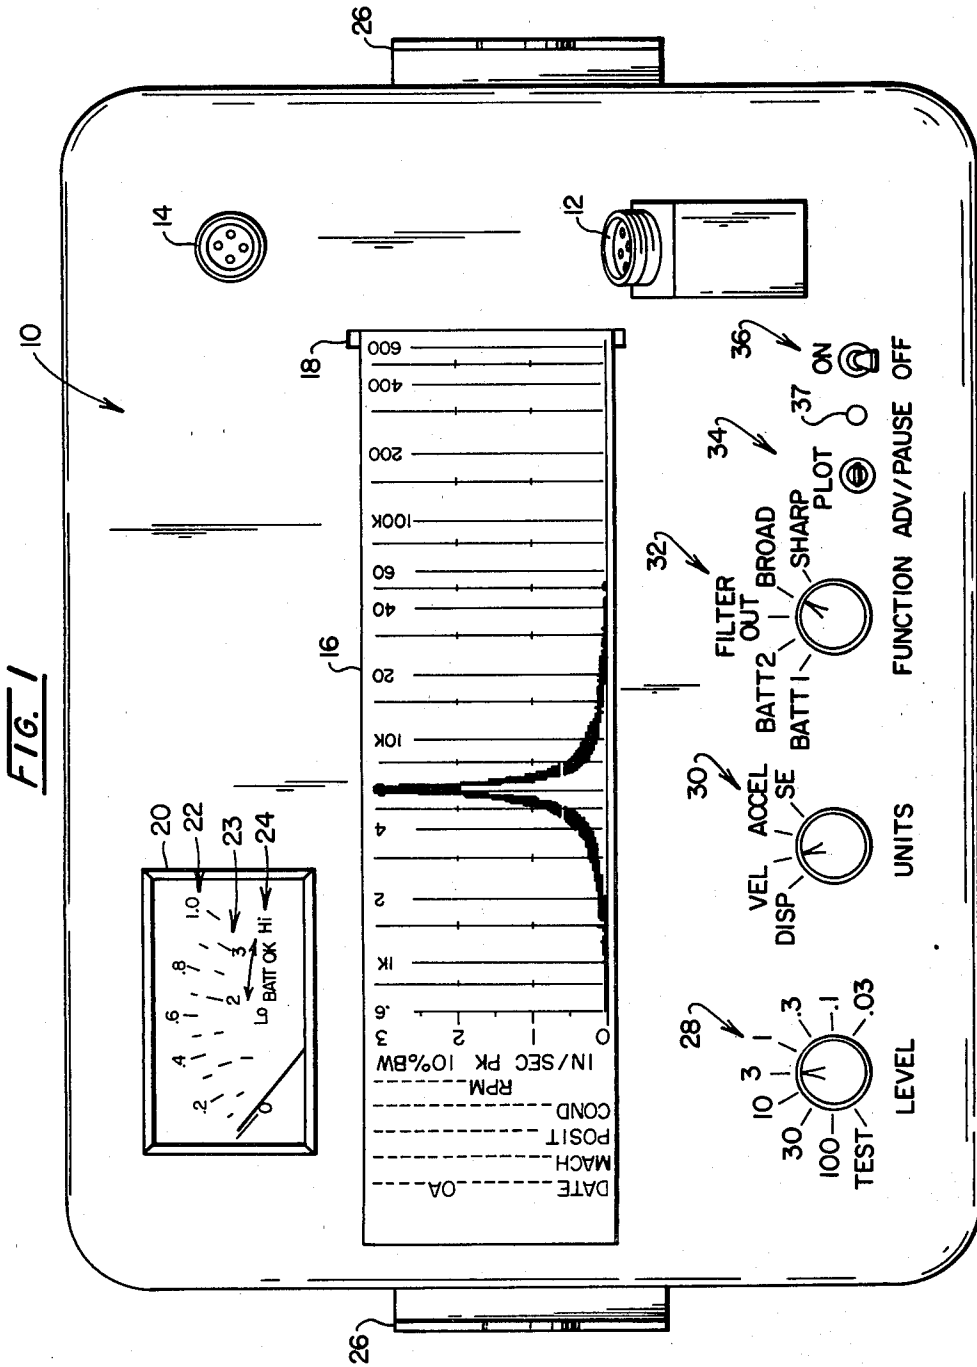 FIG. 1
10
26
26
20
22
23
24
.2 .4 .6 .8 1.0
0 1 2 3
Lo BATT OK Hi
14
12
16
18
DATE OA
MACH
POSIT
COND
RPM
IN/SEC PK 10%BW
0 1 2 3
.6 1K 2 4 10K 20 40 60 100K 200 400 600
28
TEST 100 30 10 3 1 .3 .1 .03
LEVEL
30
DISP VEL ACCEL SE
UNITS
32
FILTER
BATT1 BATT2 OUT BROAD SHARP
FUNCTION
34
PLOT
ADV/PAUSE
37
36
ON
OFF